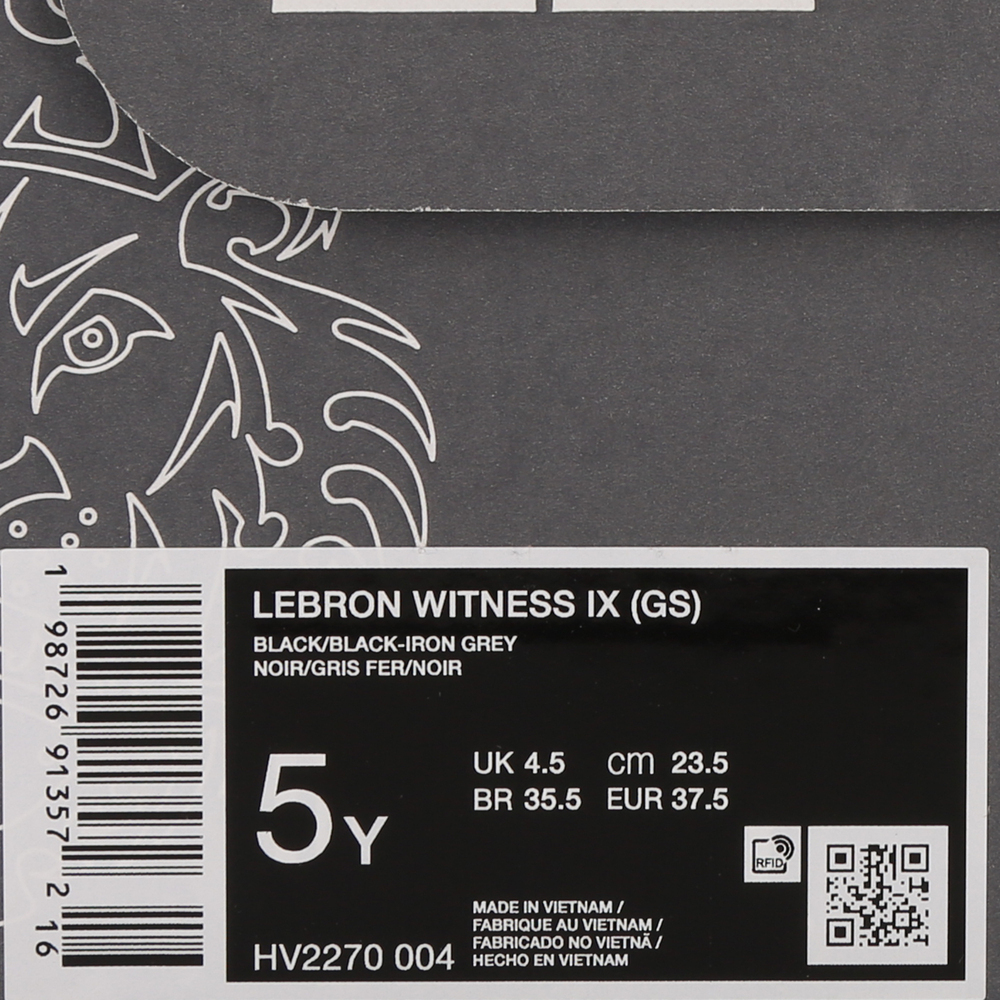 LEBRON WITNESS IX (GS)
BLACK/BLACK-IRON GREY
NOIR/GRIS FER/NOIR
5Y
UK 4.5 cm 23.5
BR 35.5 EUR 37.5
RFID
MADE IN VIETNAM /
FABRIQUE AU VIETNAM /
FABRICADO NO VIETNÃ /
HECHO EN VIETNAM
HV2270 004
1 98726 91357 2 16